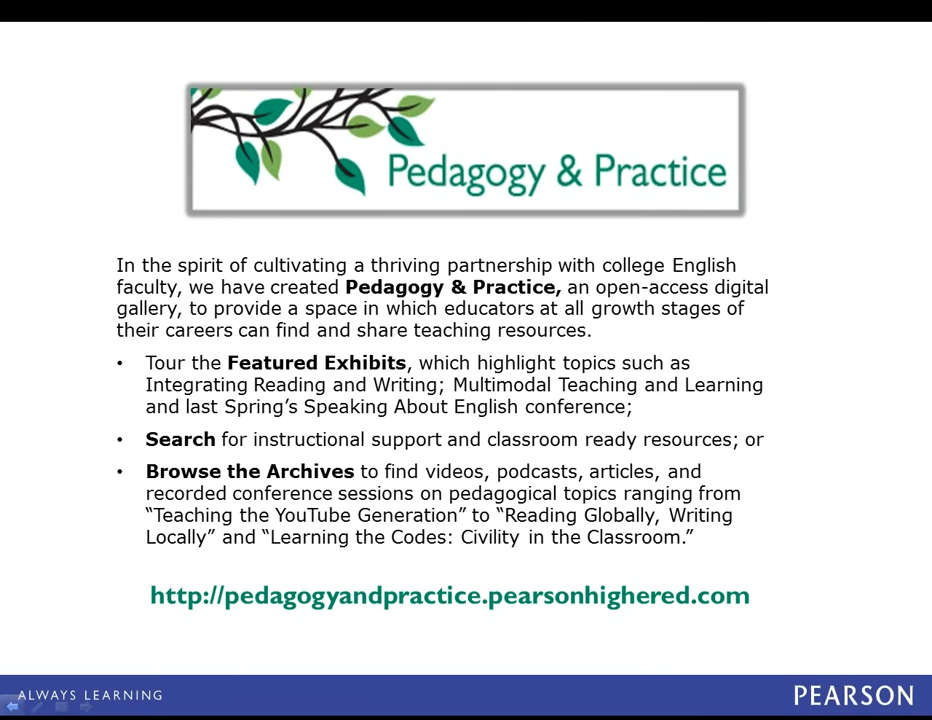 Pedagogy & Practice
In the spirit of cultivating a thriving partnership with college English
faculty, we have created Pedagogy & Practice, an open-access digital
gallery, to provide a space in which educators at all growth stages of
their careers can find and share teaching resources.
• Tour the Featured Exhibits, which highlight topics such as
Integrating Reading and Writing; Multimodal Teaching and Learning
and last Spring’s Speaking About English conference;
• Search for instructional support and classroom ready resources; or
• Browse the Archives to find videos, podcasts, articles, and
recorded conference sessions on pedagogical topics ranging from
“Teaching the YouTube Generation” to “Reading Globally, Writing
Locally” and “Learning the Codes: Civility in the Classroom.”
http://pedagogyandpractice.pearsonhighered.com
ALWAYS LEARNING
PEARSON